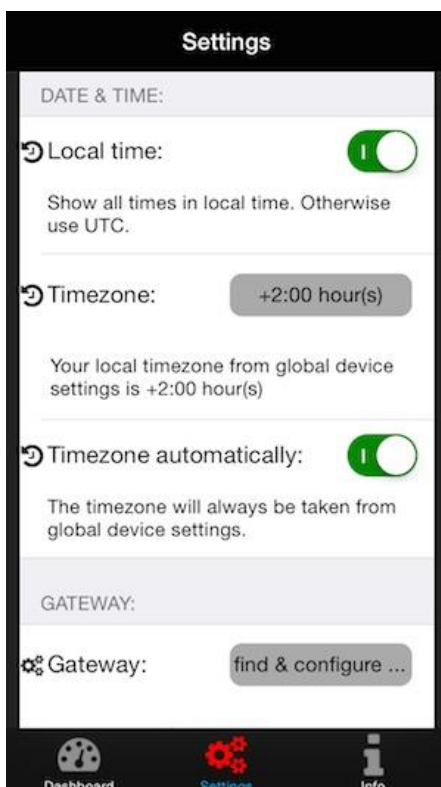 Settings
DATE & TIME:
Local time:
Show all times in local time. Otherwise
use UTC.
Timezone:
+2:00 hour(s)
Your local timezone from global device
settings is +2:00 hour(s)
Timezone automatically:
The timezone will always be taken from
global device settings.
GATEWAY:
Gateway:
find & configure ...
Dashboard
Settings
Info